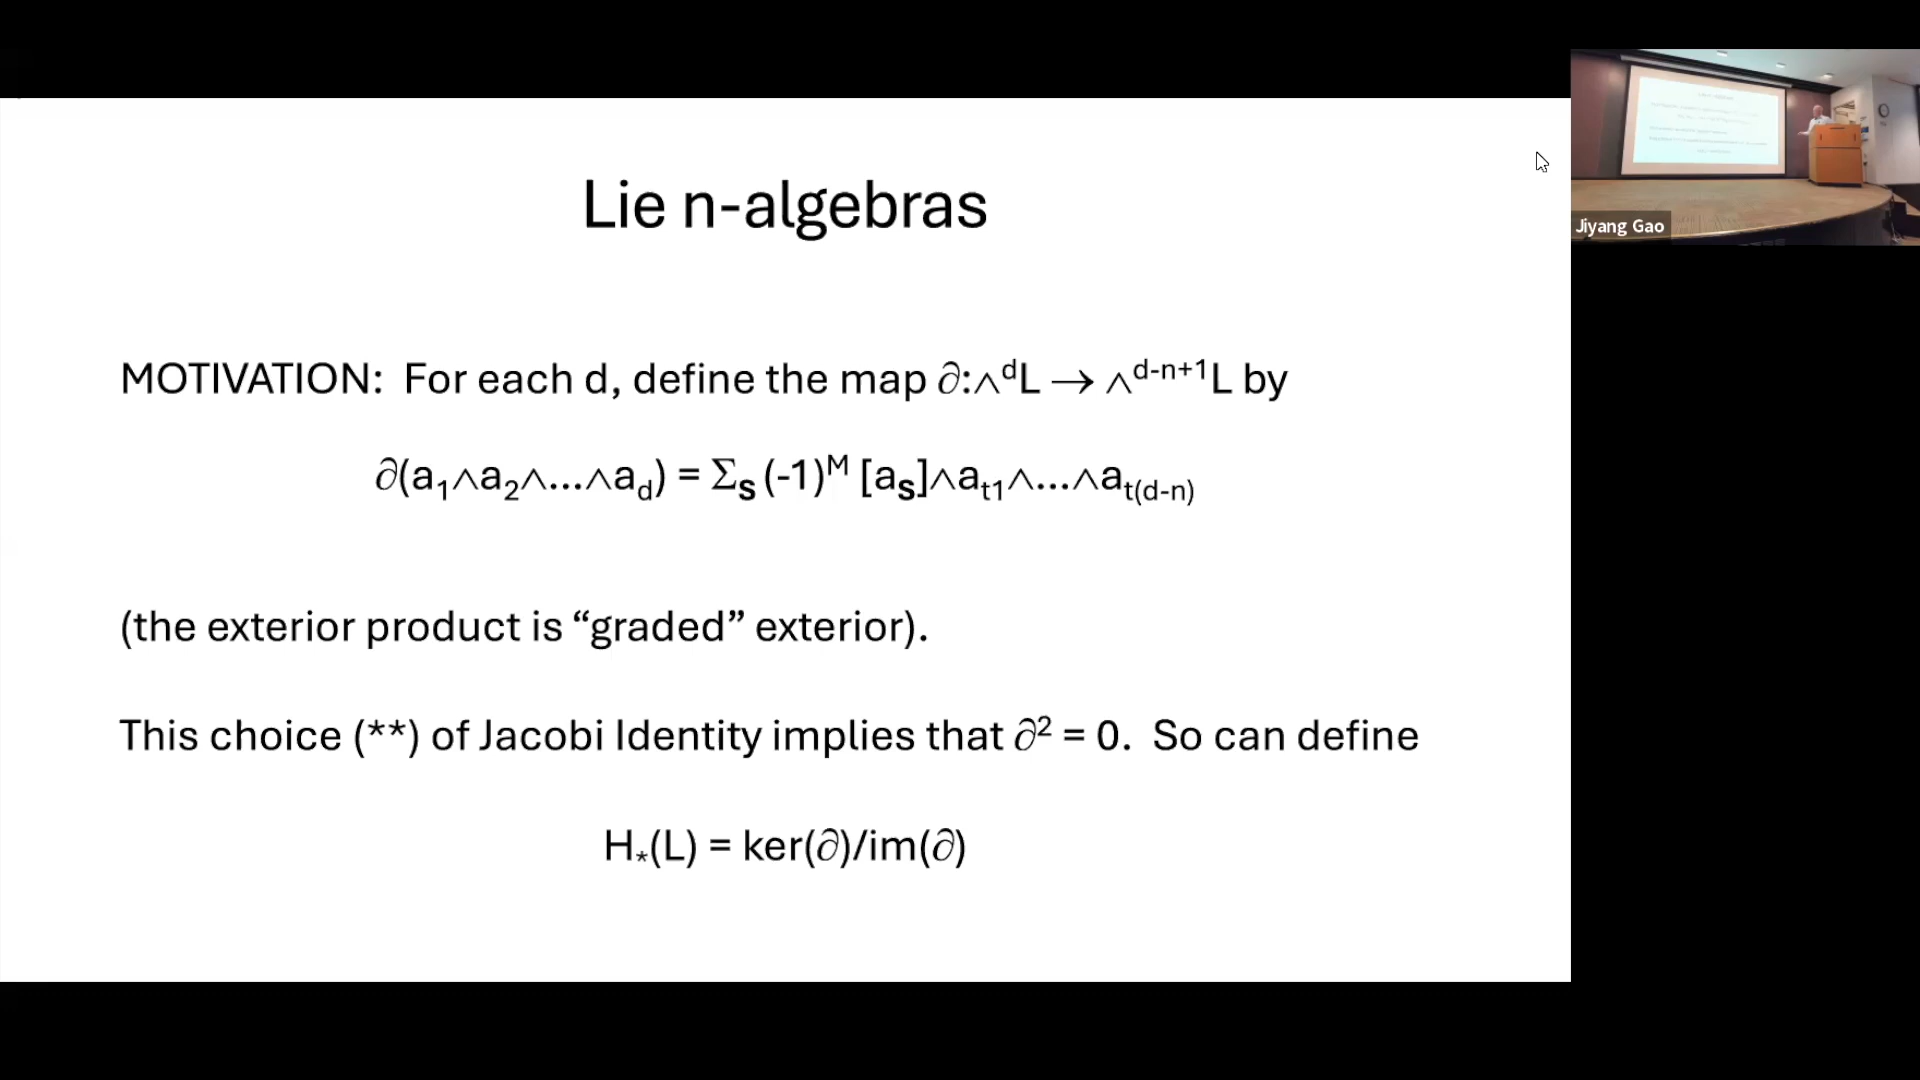 Lie n-algebras
MOTIVATION: For each d, define the map ∂:∧ᵈL → ∧ᵈ⁻ⁿ⁺¹L by
∂(a₁∧a₂∧...∧a_d) = Σ_S (-1)ᴹ [a_S]∧a_t1∧...∧a_t(d-n)
(the exterior product is “graded” exterior).
This choice (**) of Jacobi Identity implies that ∂² = 0. So can define
H_*(L) = ker(∂)/im(∂)
Jiyang Gao